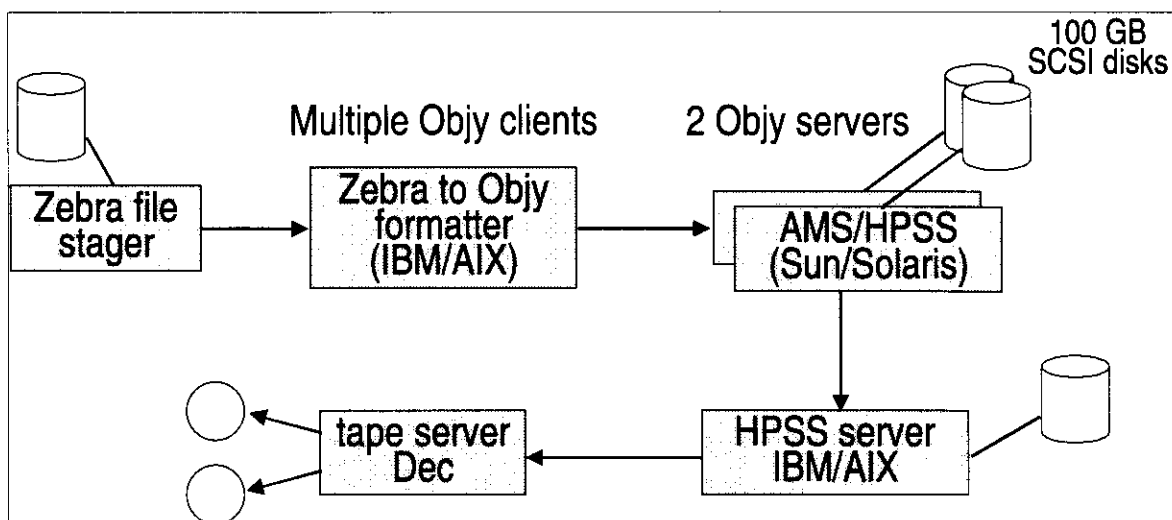 100 GB
SCSI disks
Multiple Objy clients
2 Objy servers
Zebra file
stager
Zebra to Objy
formatter
(IBM/AIX)
AMS/HPSS
(Sun/Solaris)
tape server
Dec
HPSS server
IBM/AIX